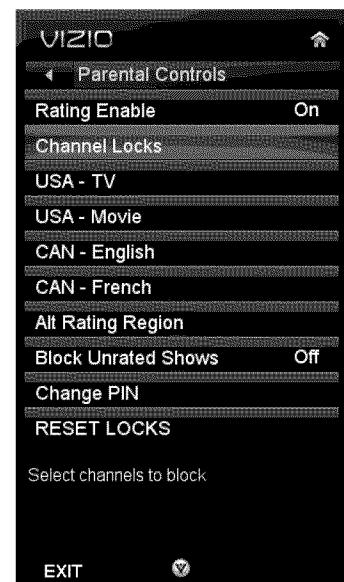 VIZIO
Parental Controls
Rating Enable On
Channel Locks
USA - TV
USA - Movie
CAN - English
CAN - French
Alt Rating Region
Block Unrated Shows Off
Change PIN
RESET LOCKS
Select channels to block
EXIT